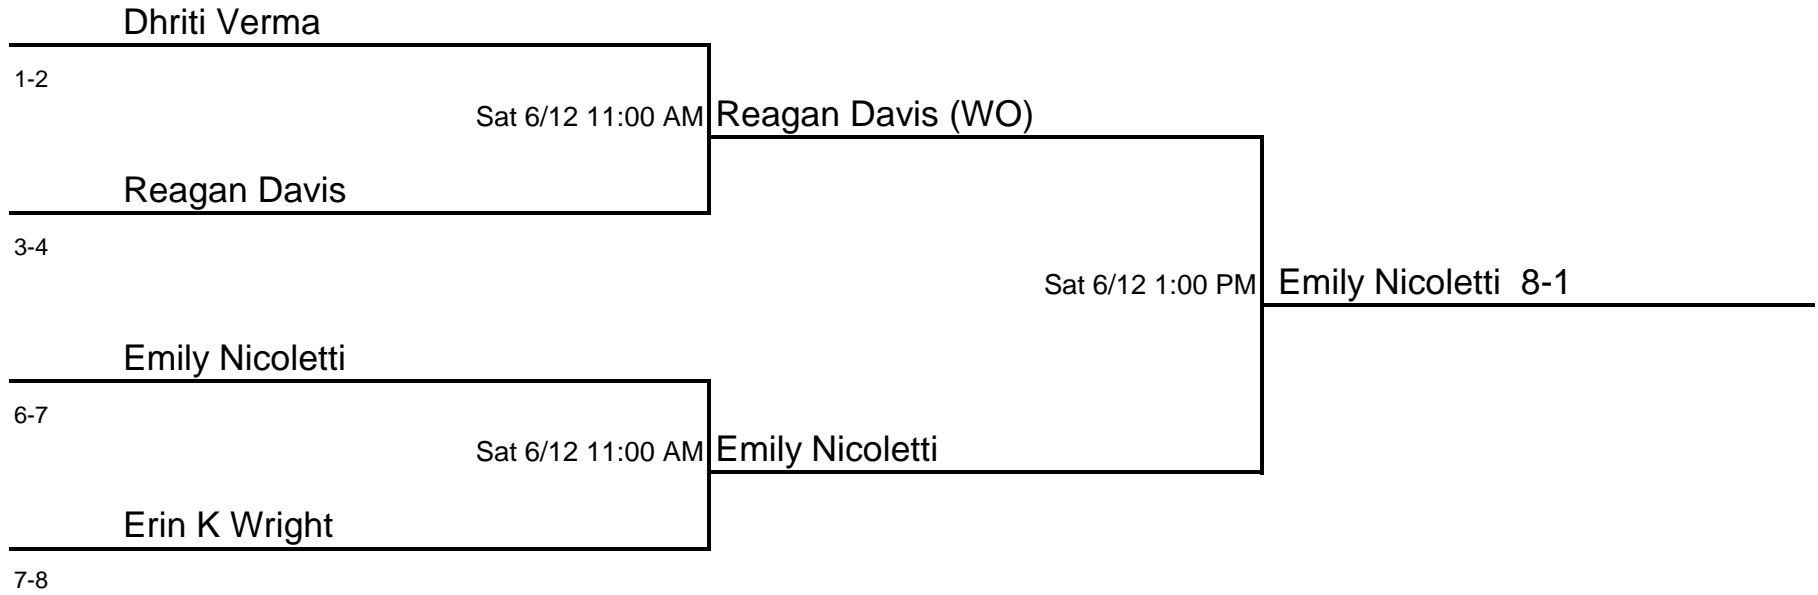 Dhriti Verma
1-2
Sat 6/12 11:00 AM
Reagan Davis (WO)
Reagan Davis
3-4
Sat 6/12 1:00 PM
Emily Nicoletti 8-1
Emily Nicoletti
6-7
Sat 6/12 11:00 AM
Emily Nicoletti
Erin K Wright
7-8